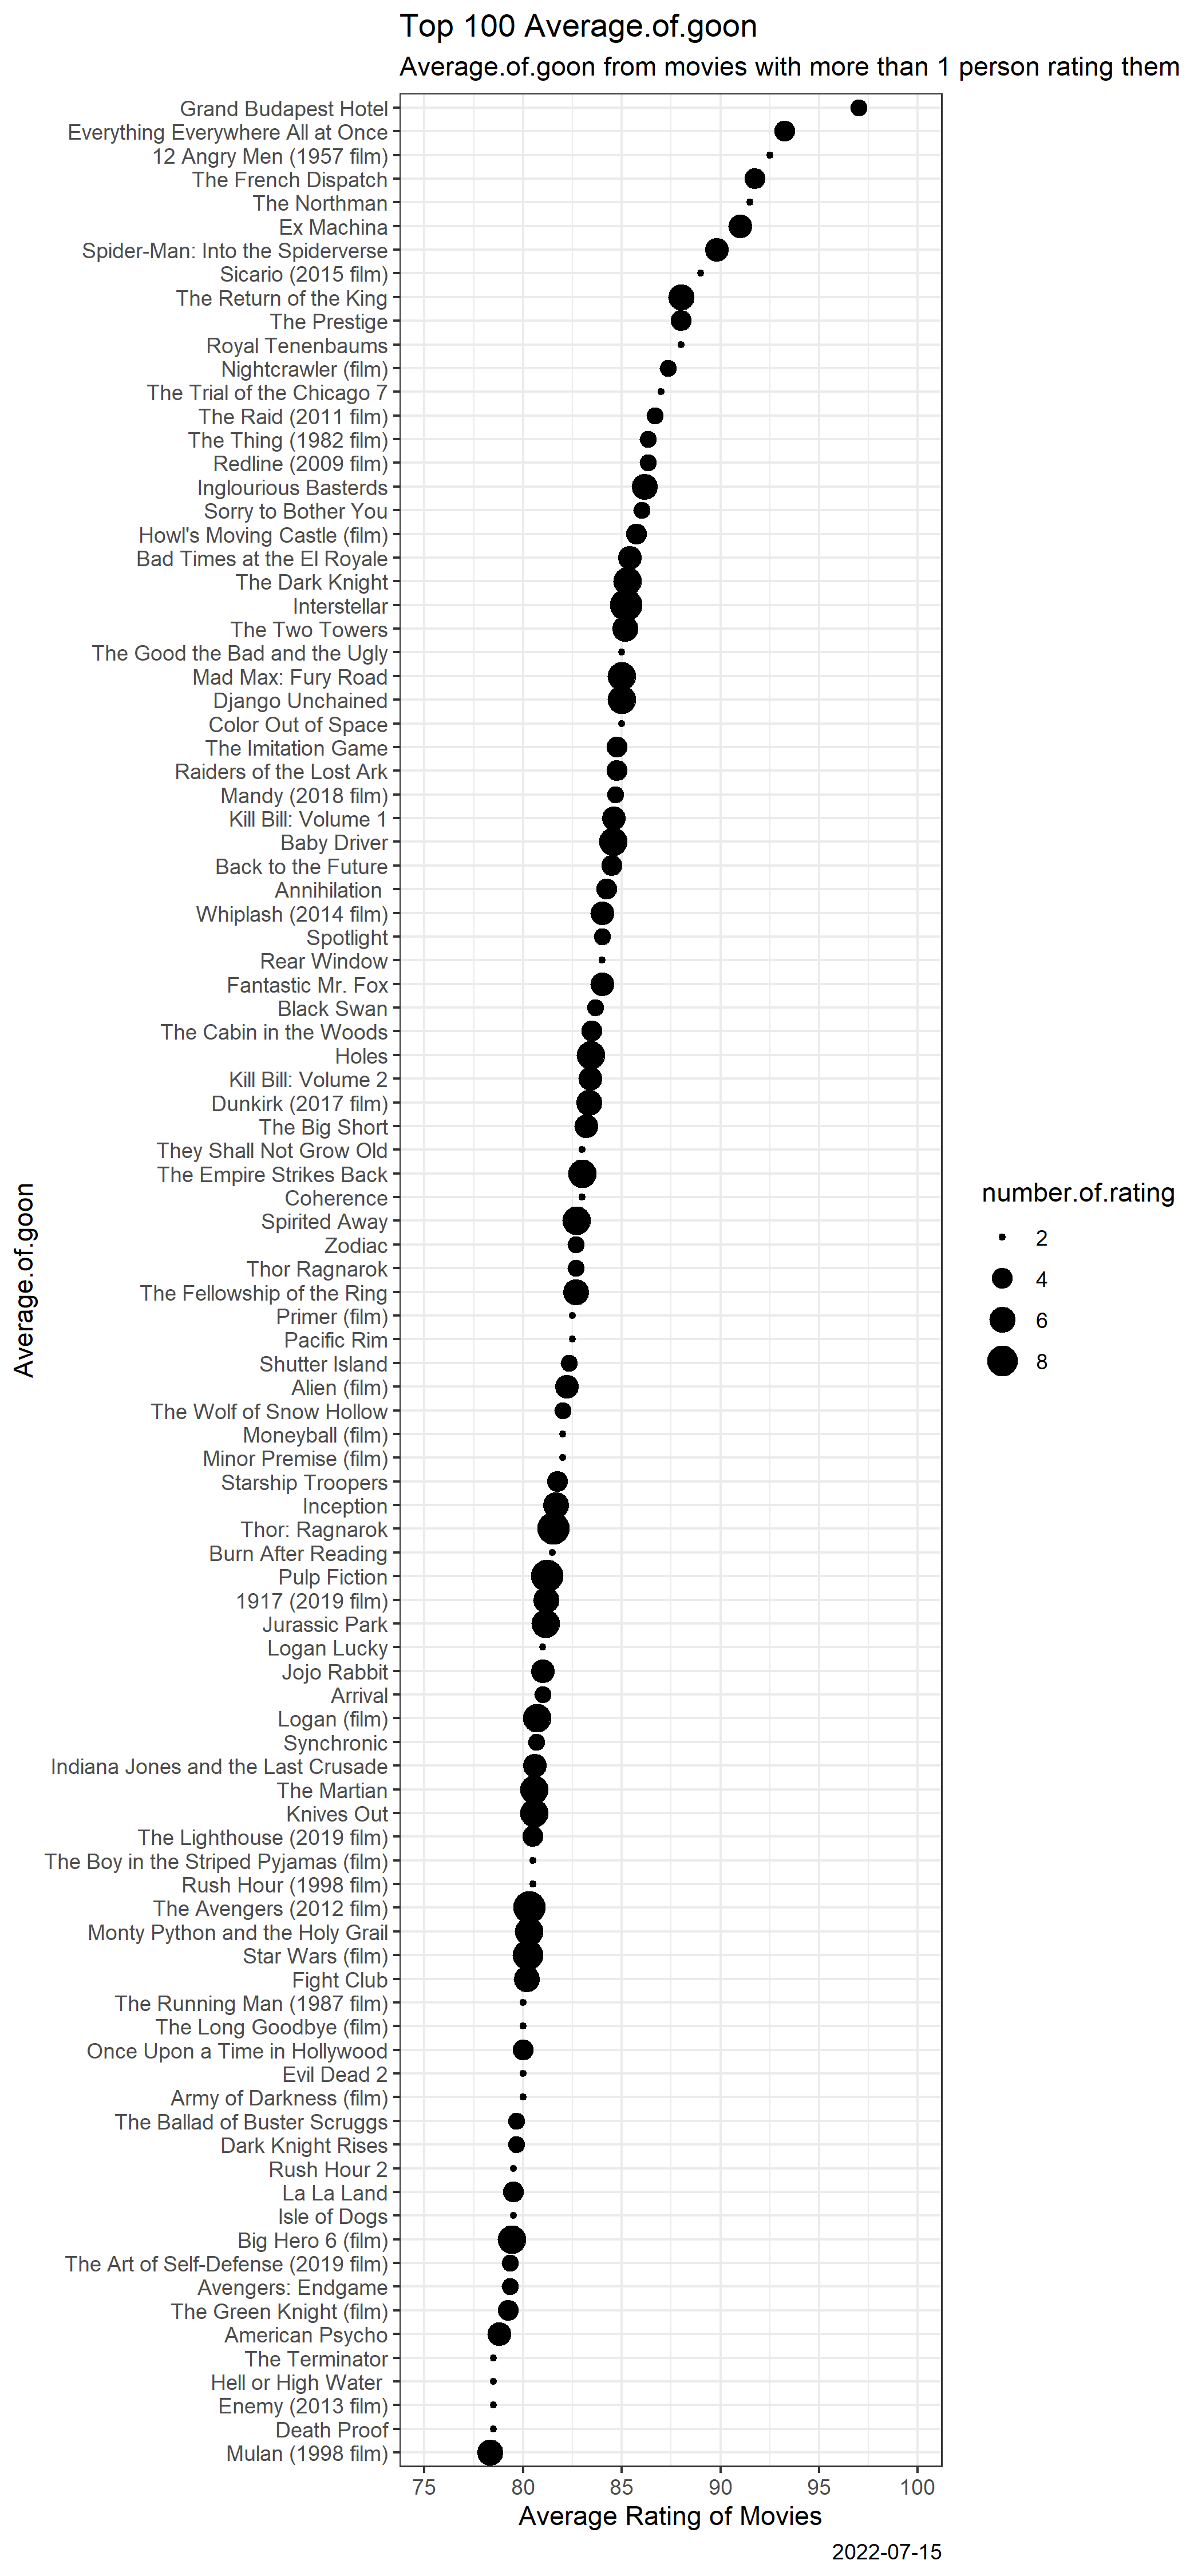 Top 100 Average.of.goon
Average.of.goon from movies with more than 1 person rating them
Grand Budapest Hotel
Everything Everywhere All at Once
12 Angry Men (1957 film)
The French Dispatch
The Northman
Ex Machina
Spider-Man: Into the Spiderverse
Sicario (2015 film)
The Return of the King
The Prestige
Royal Tenenbaums
Nightcrawler (film)
The Trial of the Chicago 7
The Raid (2011 film)
The Thing (1982 film)
Redline (2009 film)
Inglourious Basterds
Sorry to Bother You
Howl's Moving Castle (film)
Bad Times at the El Royale
The Dark Knight
Interstellar
The Two Towers
The Good the Bad and the Ugly
Mad Max: Fury Road
Django Unchained
Color Out of Space
The Imitation Game
Raiders of the Lost Ark
Mandy (2018 film)
Kill Bill: Volume 1
Baby Driver
Back to the Future
Annihilation
Whiplash (2014 film)
Spotlight
Rear Window
Fantastic Mr. Fox
Black Swan
The Cabin in the Woods
Holes
Kill Bill: Volume 2
Dunkirk (2017 film)
The Big Short
They Shall Not Grow Old
The Empire Strikes Back
Coherence
Spirited Away
Zodiac
Thor Ragnarok
The Fellowship of the Ring
Primer (film)
Pacific Rim
Shutter Island
Alien (film)
The Wolf of Snow Hollow
Moneyball (film)
Minor Premise (film)
Starship Troopers
Inception
Thor: Ragnarok
Burn After Reading
Pulp Fiction
1917 (2019 film)
Jurassic Park
Logan Lucky
Jojo Rabbit
Arrival
Logan (film)
Synchronic
Indiana Jones and the Last Crusade
The Martian
Knives Out
The Lighthouse (2019 film)
The Boy in the Striped Pyjamas (film)
Rush Hour (1998 film)
The Avengers (2012 film)
Monty Python and the Holy Grail
Star Wars (film)
Fight Club
The Running Man (1987 film)
The Long Goodbye (film)
Once Upon a Time in Hollywood
Evil Dead 2
Army of Darkness (film)
The Ballad of Buster Scruggs
Dark Knight Rises
Rush Hour 2
La La Land
Isle of Dogs
Big Hero 6 (film)
The Art of Self-Defense (2019 film)
Avengers: Endgame
The Green Knight (film)
American Psycho
The Terminator
Hell or High Water
Enemy (2013 film)
Death Proof
Mulan (1998 film)
Average.of.goon
75 80 85 90 95 100
Average Rating of Movies
2022-07-15
number.of.rating
2
4
6
8